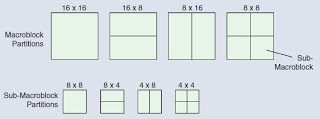 16 x 16
16 x 8
8 x 16
8 x 8
Macroblock
Partitions
Sub-
Macroblock
8 x 8
8 x 4
4 x 8
4 x 4
Sub-Macroblock
Partitions